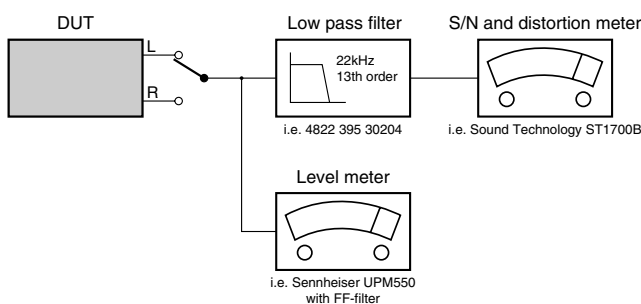 DUT
L
R
Low pass filter
22kHz
13th order
i.e. 4822 395 30204
S/N and distortion meter
i.e. Sound Technology ST1700B
Level meter
i.e. Sennheiser UPM550
with FF-filter